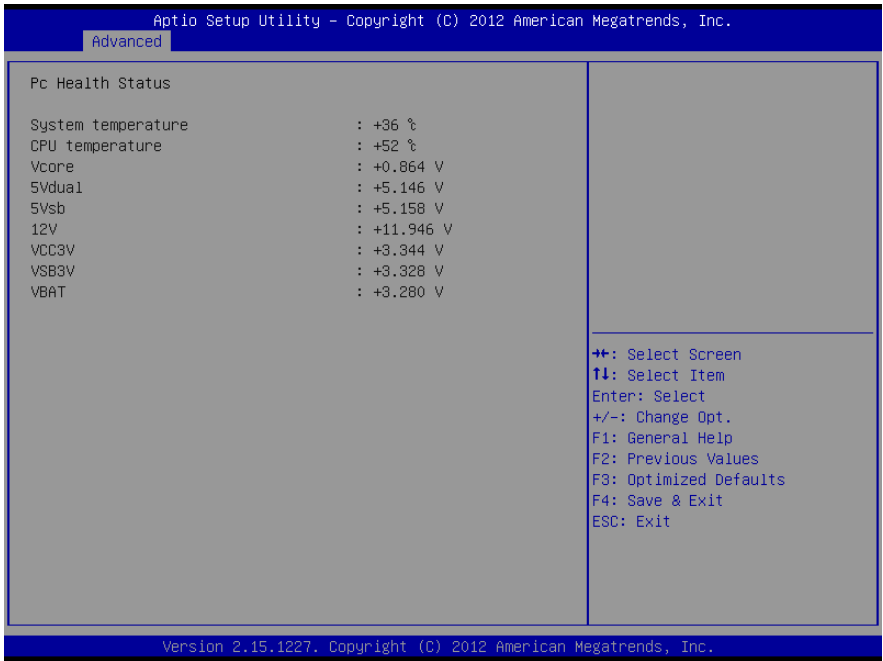 Aptio Setup Utility – Copyright (C) 2012 American Megatrends, Inc.
Advanced
Pc Health Status
System temperature : +36 ℃
CPU temperature : +52 ℃
Vcore : +0.864 V
5Vdual : +5.146 V
5Vsb : +5.158 V
12V : +11.946 V
VCC3V : +3.344 V
VSB3V : +3.328 V
VBAT : +3.280 V
→←: Select Screen
↑↓: Select Item
Enter: Select
+/-: Change Opt.
F1: General Help
F2: Previous Values
F3: Optimized Defaults
F4: Save & Exit
ESC: Exit
Version 2.15.1227. Copyright (C) 2012 American Megatrends, Inc.